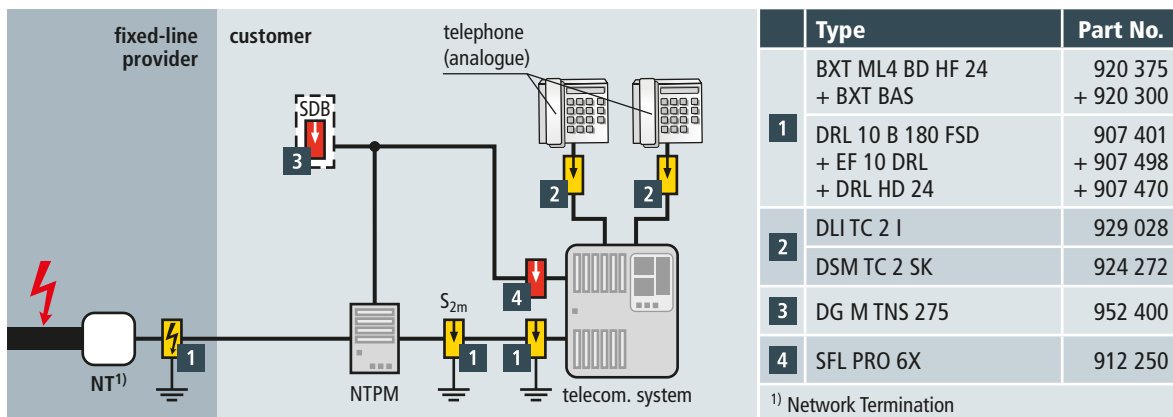 fixed-line
provider
customer
telephone
(analogue)
SDB
3
2
2
4
S2m
1
1
1
NT1)
NTPM
telecom. system
Type Part No.
1
BXT ML4 BD HF 24 920 375
+ BXT BAS + 920 300
DRL 10 B 180 FSD 907 401
+ EF 10 DRL + 907 498
+ DRL HD 24 + 907 470
2
DLI TC 2 I 929 028
DSM TC 2 SK 924 272
3 DG M TNS 275 952 400
4 SFL PRO 6X 912 250
1) Network Termination